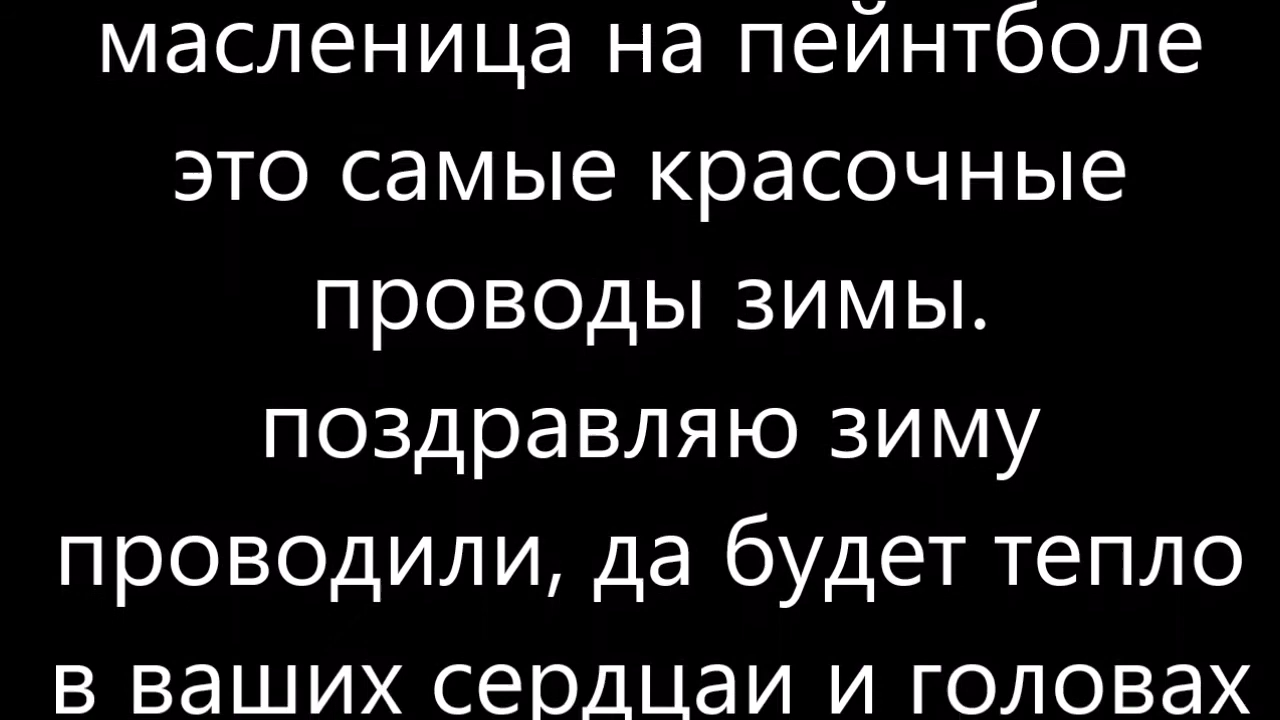 масленица на пейнтболе
это самые красочные
проводы зимы.
поздравляю зиму
проводили, да будет тепло
в ваших сердцаи и головах